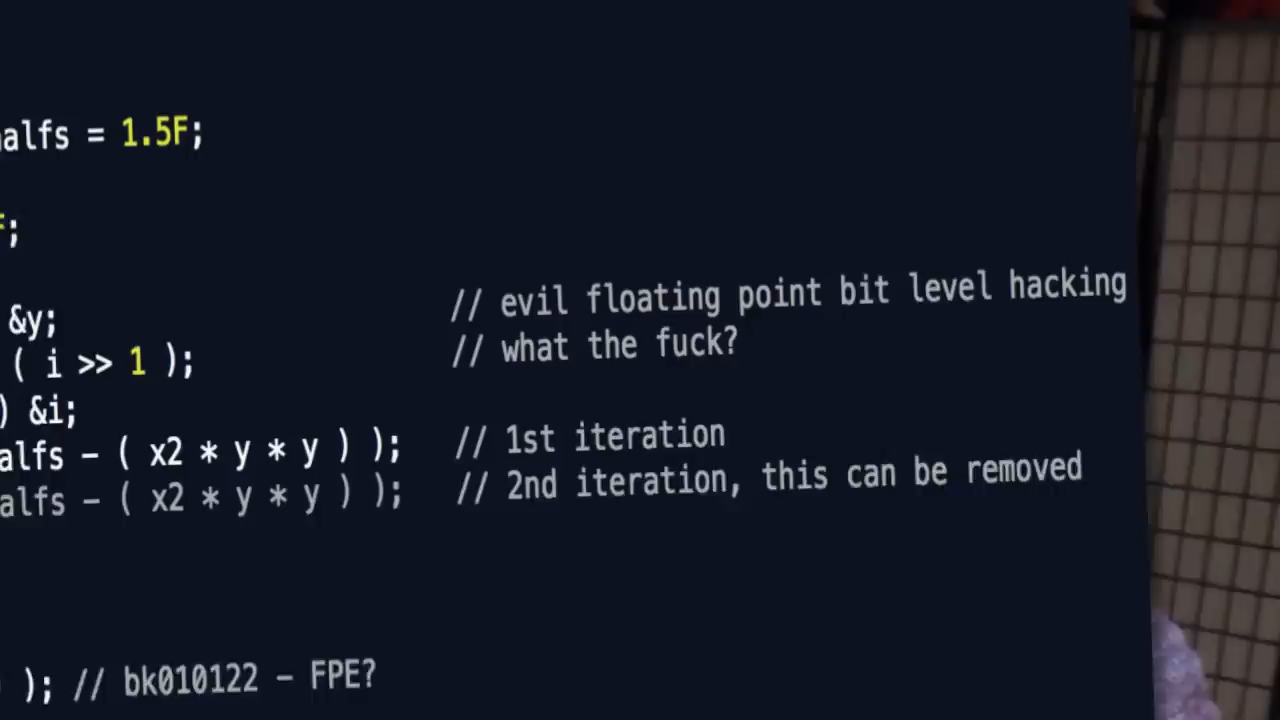 halfs = 1.5F;
F;
&y; // evil floating point bit level hacking
( i >> 1 ); // what the fuck?
) &i;
alfs - ( x2 * y * y ) ); // 1st iteration
alfs - ( x2 * y * y ) ); // 2nd iteration, this can be removed
); // bk010122 - FPE?